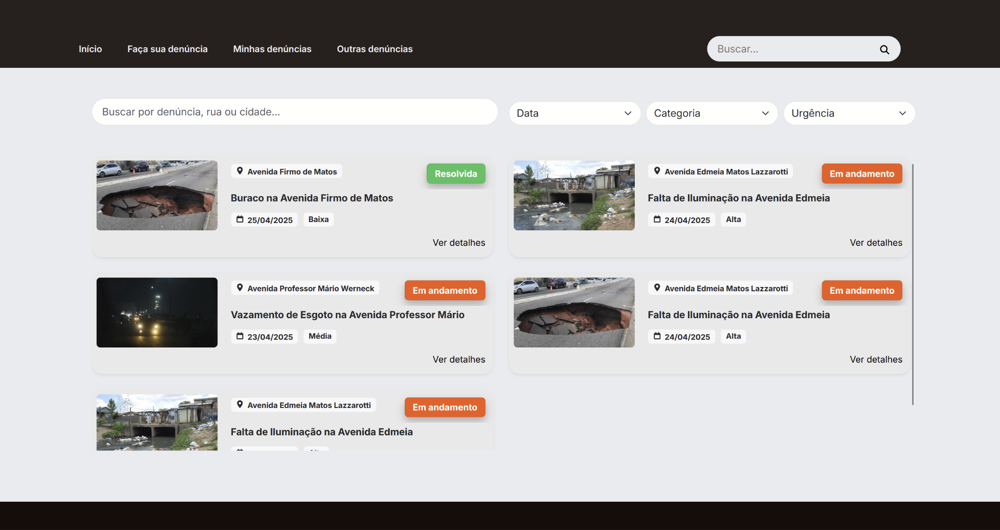 Início
Faça sua denúncia
Minhas denúncias
Outras denúncias
Buscar...
Buscar por denúncia, rua ou cidade...
Data
Categoria
Urgência
Avenida Firmo de Matos
Resolvida
Buraco na Avenida Firmo de Matos
25/04/2025
Baixa
Ver detalhes
Avenida Edmeia Matos Lazzarotti
Em andamento
Falta de Iluminação na Avenida Edmeia
24/04/2025
Alta
Ver detalhes
Avenida Professor Mário Werneck
Em andamento
Vazamento de Esgoto na Avenida Professor Mário
23/04/2025
Média
Ver detalhes
Avenida Edmeia Matos Lazzarotti
Em andamento
Falta de Iluminação na Avenida Edmeia
24/04/2025
Alta
Ver detalhes
Avenida Edmeia Matos Lazzarotti
Em andamento
Falta de Iluminação na Avenida Edmeia